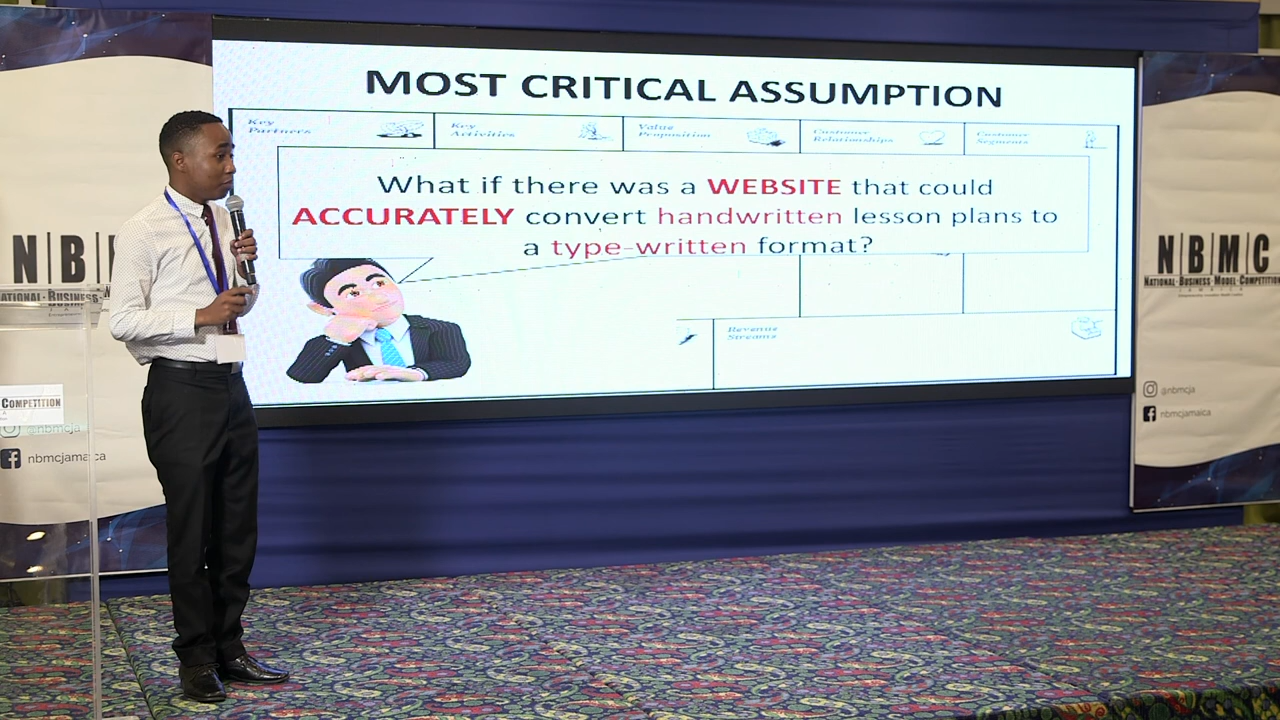 MOST CRITICAL ASSUMPTION
Key
Partners
Key
Activities
Value
Proposition
Customer
Relationships
Customer
Segments
What if there was a WEBSITE that could
ACCURATELY convert handwritten lesson plans to
a type-written format?
Revenue
Streams
N|B|
NATIONAL·BUSINESS·
COMPETITION
@nbmcja
nbmcjamaica
N|B|M|C
NATIONAL·BUSINESS·MODEL·COMPETITION
JAMAICA
@nbmcja
nbmcjamaica